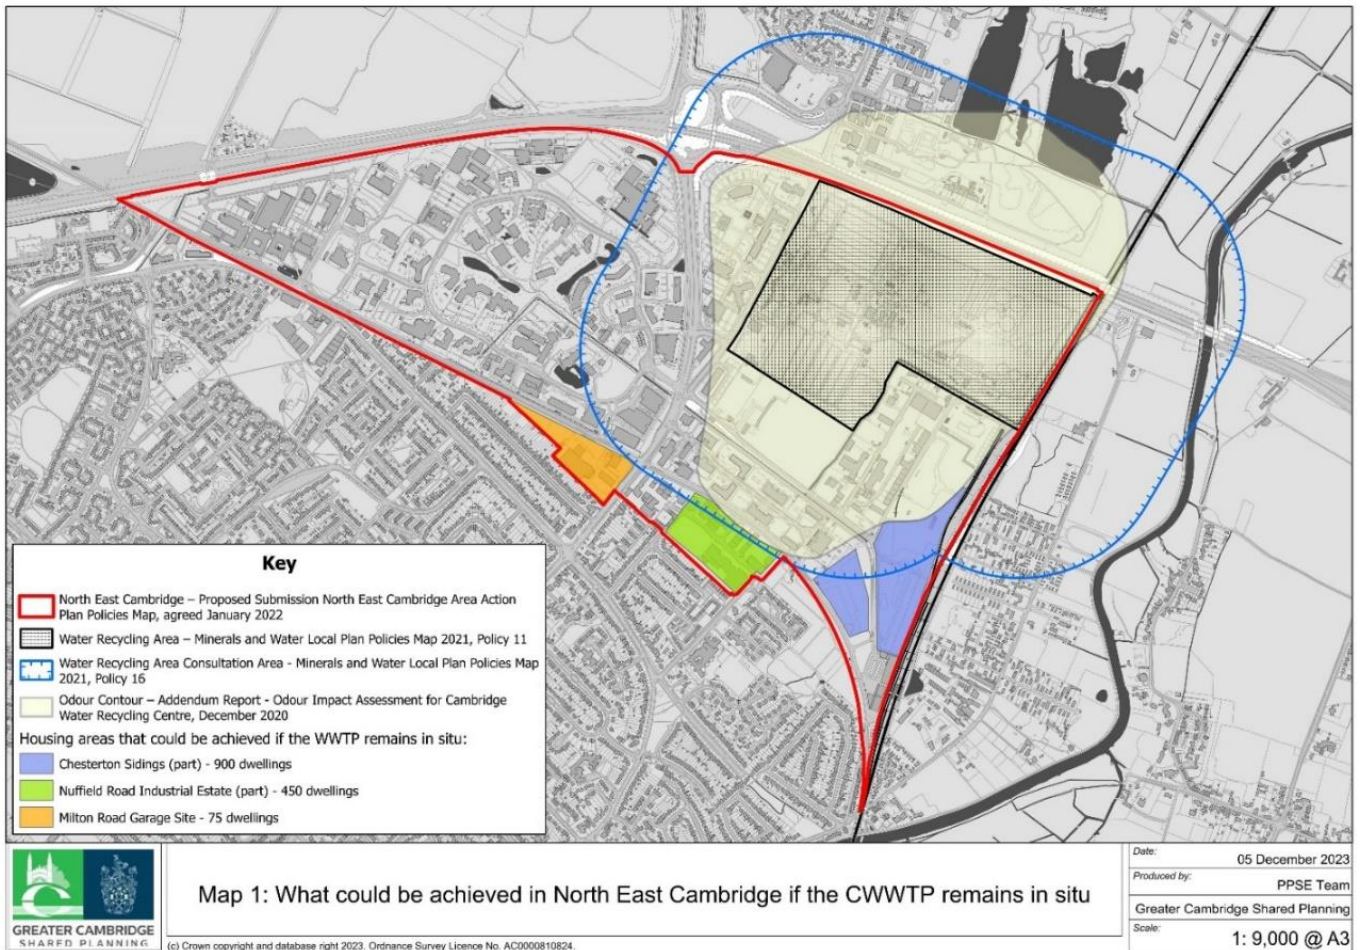 Key
North East Cambridge – Proposed Submission North East Cambridge Area Action
Plan Policies Map, agreed January 2022
Water Recycling Area – Minerals and Water Local Plan Policies Map 2021, Policy 11
Water Recycling Area Consultation Area - Minerals and Water Local Plan Policies Map
2021, Policy 16
Odour Contour – Addendum Report - Odour Impact Assessment for Cambridge
Water Recycling Centre, December 2020
Housing areas that could be achieved if the WWTP remains in situ:
Chesterton Sidings (part) - 900 dwellings
Nuffield Road Industrial Estate (part) - 450 dwellings
Milton Road Garage Site - 75 dwellings
GREATER CAMBRIDGE
SHARED PLANNING
Map 1: What could be achieved in North East Cambridge if the CWWTP remains in situ
(c) Crown copyright and database right 2023. Ordnance Survey Licence No. AC0000810824.
Date:
05 December 2023
Produced by:
PPSE Team
Greater Cambridge Shared Planning
Scale:
1: 9,000 @ A3